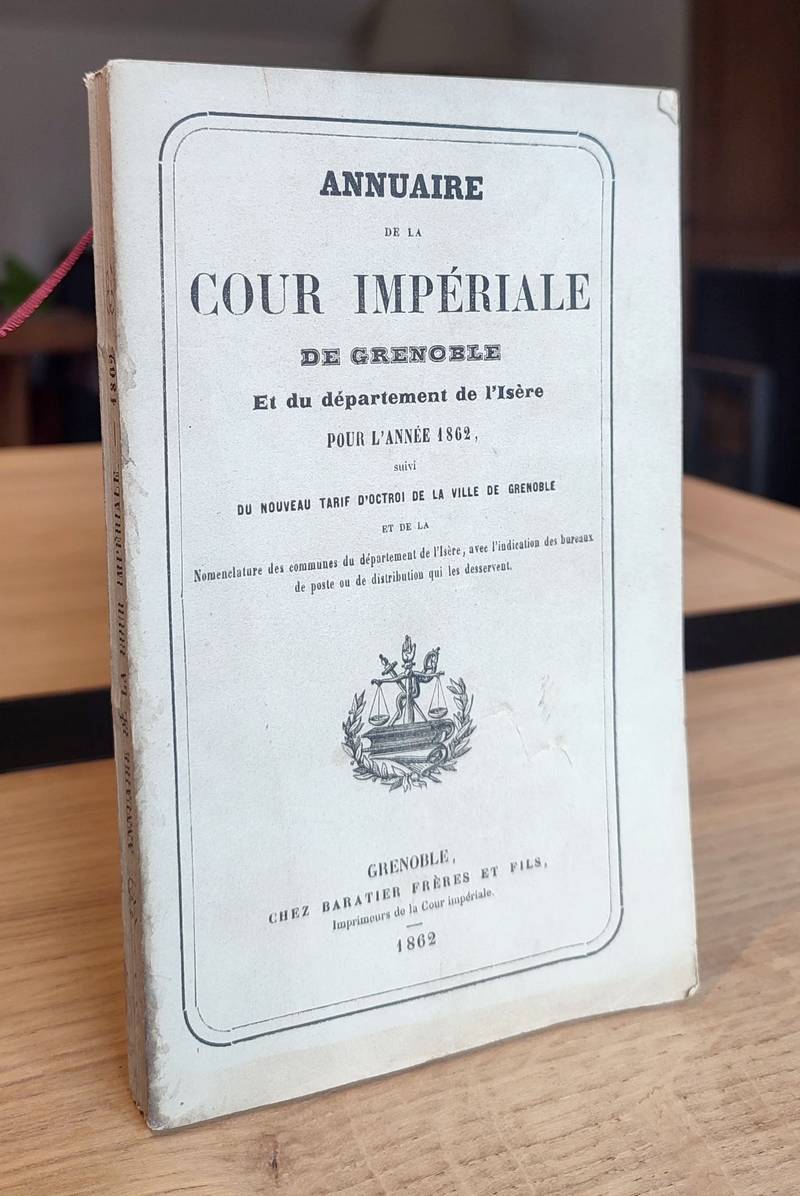 ANNUAIRE
DE LA
COUR IMPÉRIALE
DE GRENOBLE
Et du département de l'Isère
POUR L'ANNÉE 1862,
suivi
DU NOUVEAU TARIF D'OCTROI DE LA VILLE DE GRENOBLE
ET DE LA
Nomenclature des communes du département de l'Isère, avec l'indication des bureaux
de poste ou de distribution qui les desservent.
GRENOBLE,
CHEZ BARATIER FRÈRES ET FILS,
Imprimeurs de la Cour impériale.
1862
ANNUAIRE DE LA COUR IMPÉRIALE — 1862